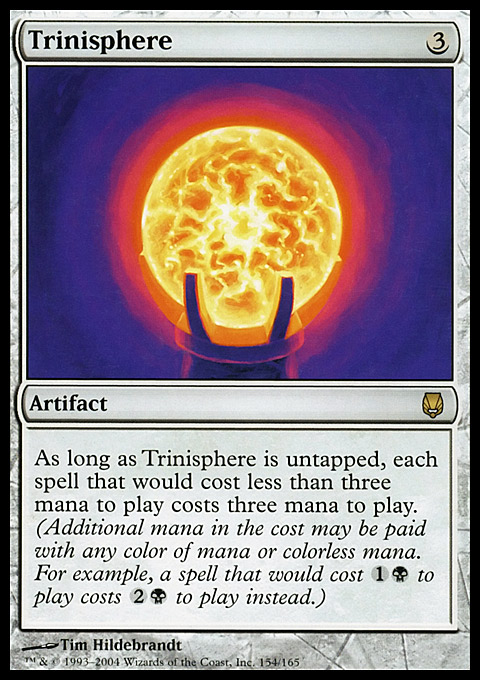 Trinisphere 3
Artifact
As long as Trinisphere is untapped, each
spell that would cost less than three
mana to play costs three mana to play.
(Additional mana in the cost may be paid
with any color of mana or colorless mana.
For example, a spell that would cost 1 to
play costs 2 to play instead.)
Tim Hildebrandt
™ & © 1993–2004 Wizards of the Coast, Inc. 154/165